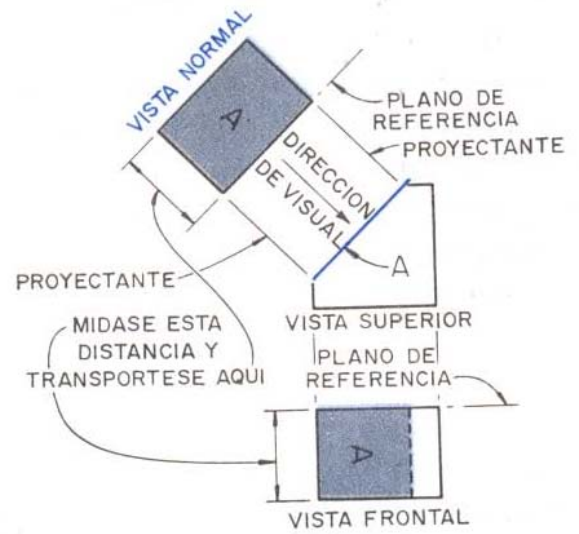 VISTA NORMAL
A
PLANO DE
REFERENCIA
PROYECTANTE
DIRECCION
DE VISUAL
A
PROYECTANTE
VISTA SUPERIOR
MIDASE ESTA
DISTANCIA Y
TRANSPORTESE AQUI
PLANO DE
REFERENCIA
A
VISTA FRONTAL